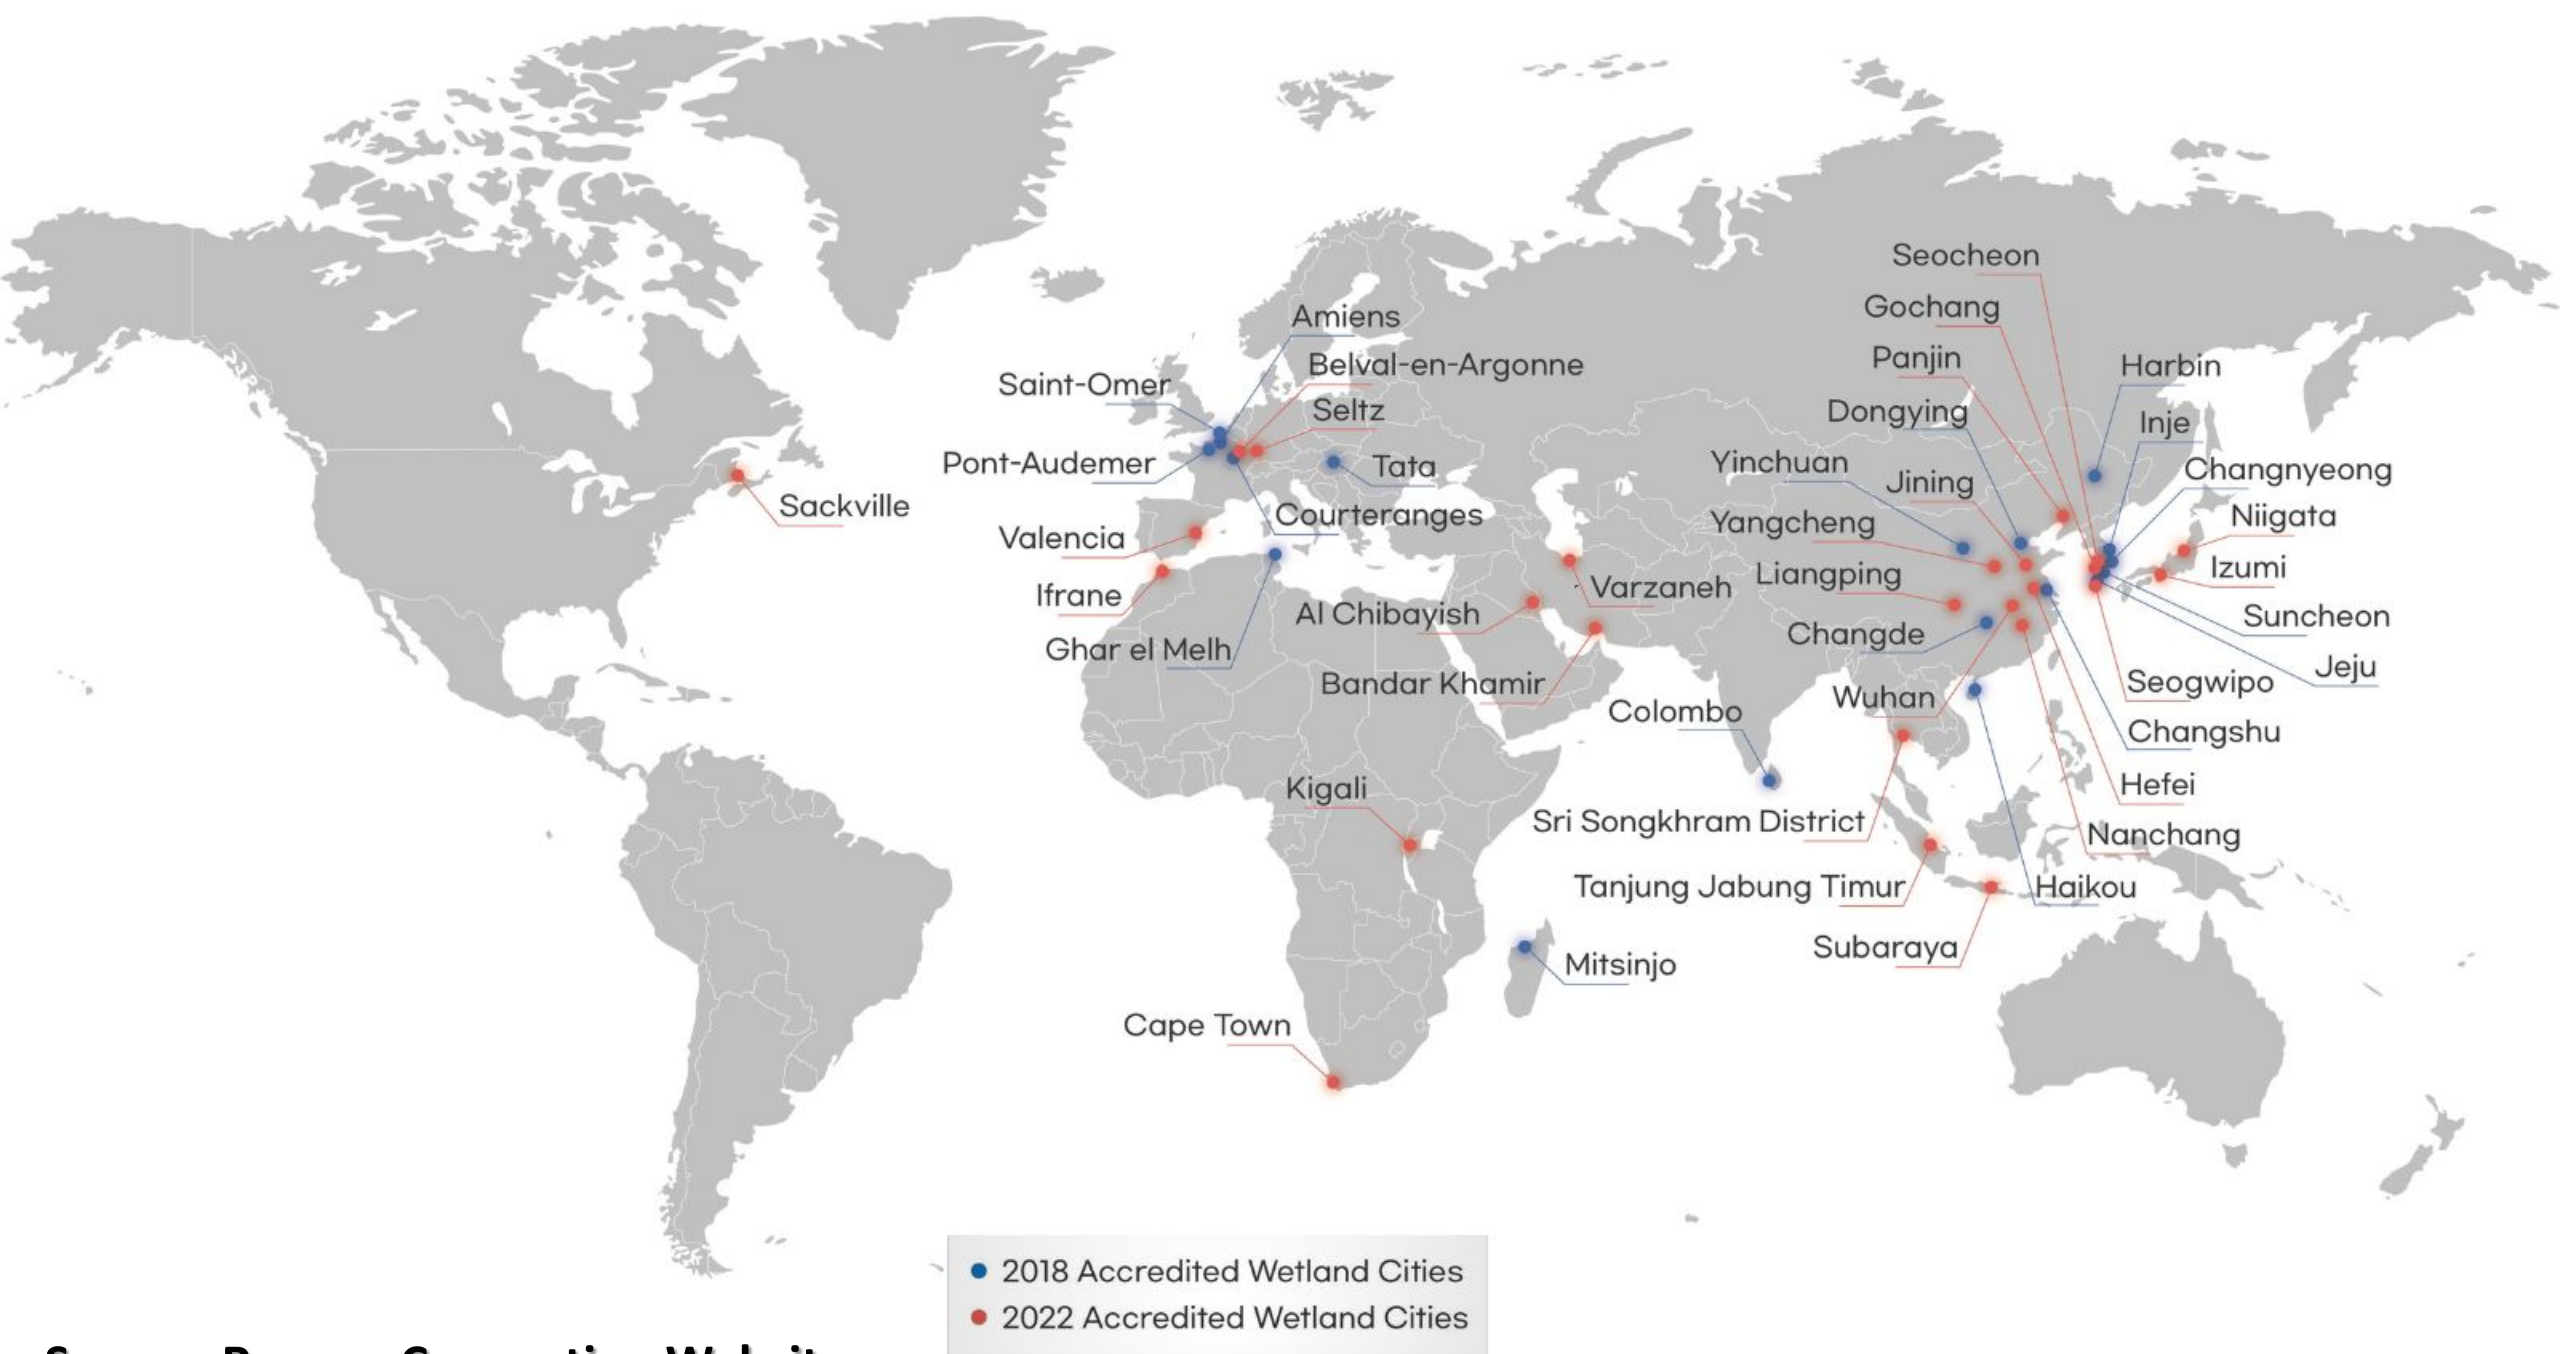 Seocheon
Gochang
Amiens
Panjin
Harbin
Belval-en-Argonne
Saint-Omer
Seltz
Dongying
Inje
Pont-Audemer
Tata
Yinchuan
Jining
Changnyeong
Sackville
Courteranges
Yangcheng
Niigata
Valencia
Izumi
Liangping
Varzaneh
Ifrane
Al Chibayish
Suncheon
Changde
Ghar el Melh
Jeju
Bandar Khamir
Seogwipo
Wuhan
Colombo
Changshu
Kigali
Hefei
Sri Songkhram District
Nanchang
Tanjung Jabung Timur
Haikou
Subaraya
Mitsinjo
Cape Town
2018 Accredited Wetland Cities
2022 Accredited Wetland Cities